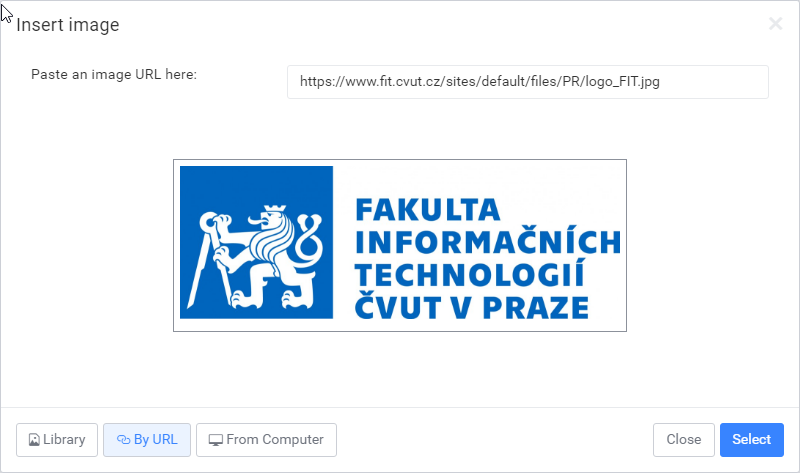 Insert image
Paste an image URL here:
https://www.fit.cvut.cz/sites/default/files/PR/logo_FIT.jpg
FAKULTA
INFORMAČNÍCH
TECHNOLOGIÍ
ČVUT V PRAZE
Library
By URL
From Computer
Close
Select